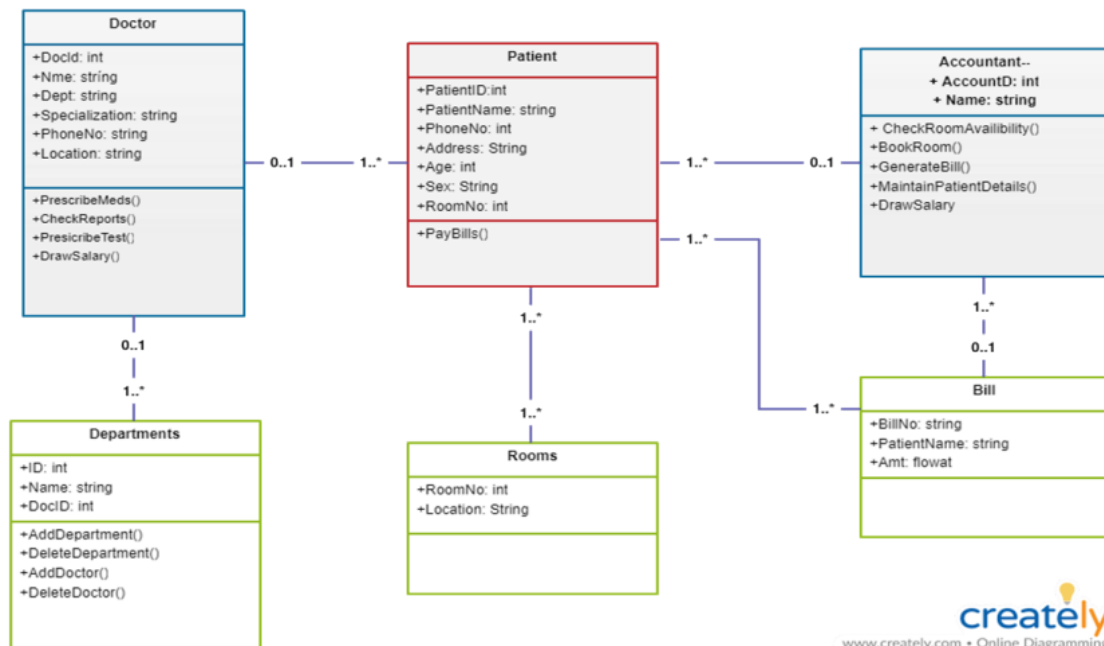 Doctor
+DocId: int
+Nme: stríng
+Dept: string
+Specialization: string
+PhoneNo: string
+Location: string
+PrescribeMeds()
+CheckReports()
+PresicribeTest()
+DrawSalary()
0..1
1..*
Patient
+PatientID:int
+PatientName: string
+PhoneNo: int
+Address: String
+Age: int
+Sex: String
+RoomNo: int
+PayBills()
1..*
0..1
Accountant--
+ AccountD: int
+ Name: string
+ CheckRoomAvailibility()
+BookRoom()
+GenerateBill()
+MaintainPatientDetails()
+DrawSalary
1..*
1..*
0..1
1..*
Departments
+ID: int
+Name: string
+DocID: int
+AddDepartment()
+DeleteDepartment()
+AddDoctor()
+DeleteDoctor()
1..*
1..*
Rooms
+RoomNo: int
+Location: String
1..*
0..1
1..*
Bill
+BillNo: string
+PatientName: string
+Amt: flowat
creately
www.creately.com • Online Diagramming